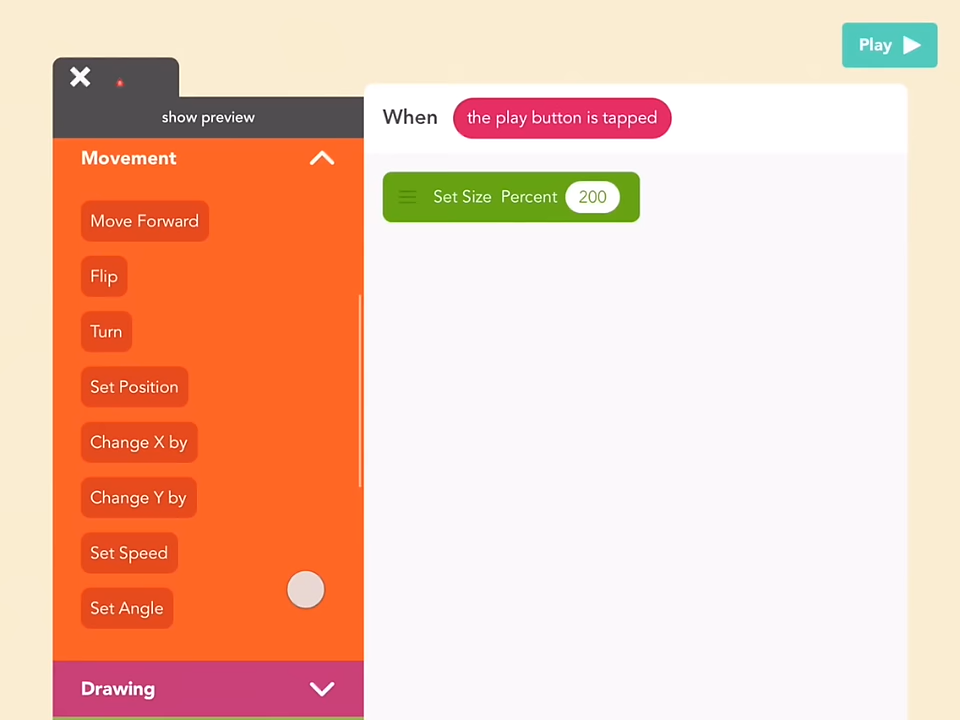 Play
show preview
When the play button is tapped
Movement
Set Size Percent 200
Move Forward
Flip
Turn
Set Position
Change X by
Change Y by
Set Speed
Set Angle
Drawing